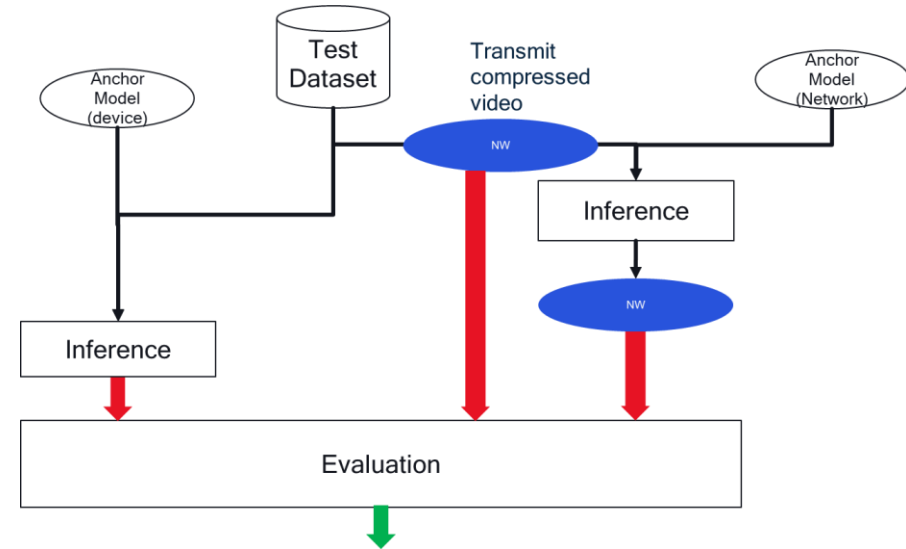 Anchor
Model
(device)
Test
Dataset
Transmit
compressed
video
Anchor
Model
(Network)
NW
Inference
NW
Inference
Evaluation